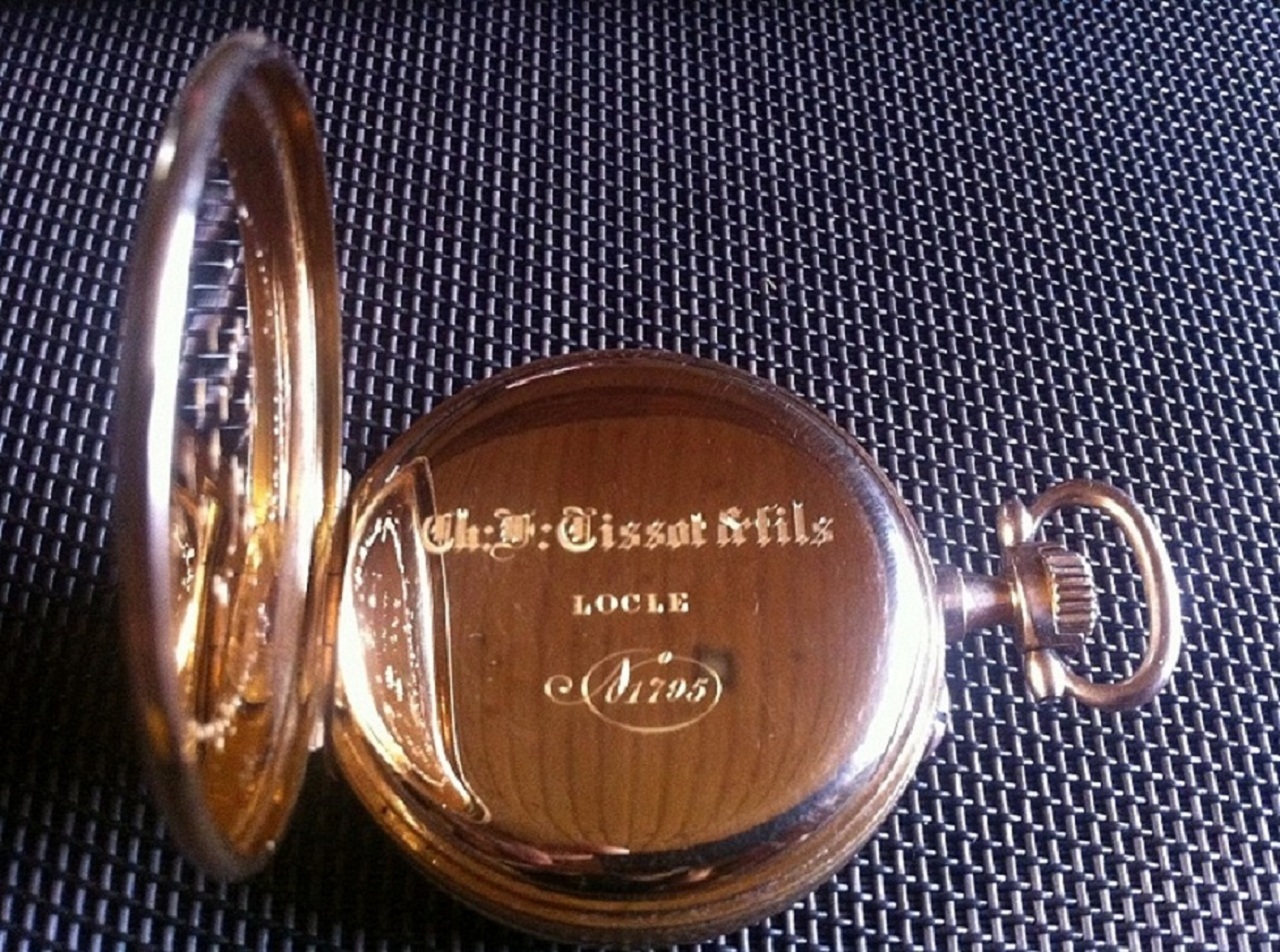 Ch: F: Tissot & fils
LOCLE
No 1795